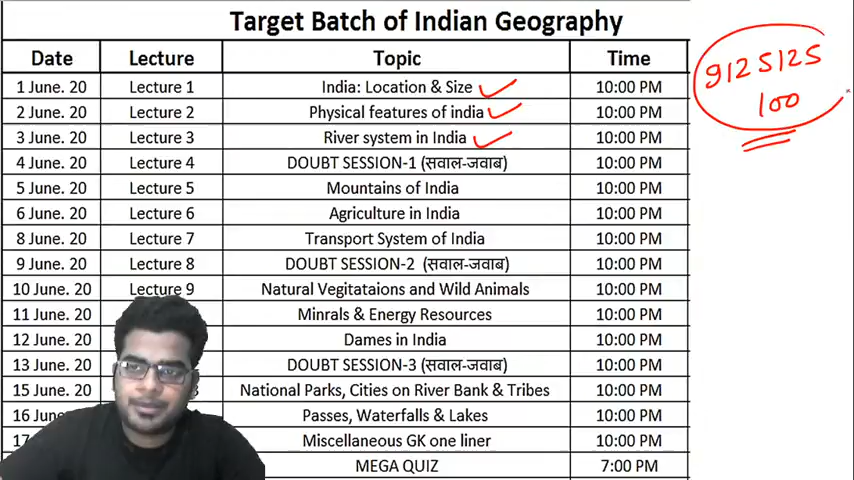 Target Batch of Indian Geography
Date Lecture Topic Time
1 June. 20 Lecture 1 India: Location & Size 10:00 PM
2 June. 20 Lecture 2 Physical features of india 10:00 PM
3 June. 20 Lecture 3 River system in India 10:00 PM
4 June. 20 Lecture 4 DOUBT SESSION-1 (सवाल-जवाब) 10:00 PM
5 June. 20 Lecture 5 Mountains of India 10:00 PM
6 June. 20 Lecture 6 Agriculture in India 10:00 PM
8 June. 20 Lecture 7 Transport System of India 10:00 PM
9 June. 20 Lecture 8 DOUBT SESSION-2 (सवाल-जवाब) 10:00 PM
10 June. 20 Lecture 9 Natural Vegitataions and Wild Animals 10:00 PM
11 June. 20 Minrals & Energy Resources 10:00 PM
12 June. 20 Dames in India 10:00 PM
13 June. 20 DOUBT SESSION-3 (सवाल-जवाब) 10:00 PM
15 June. 20 National Parks, Cities on River Bank & Tribes 10:00 PM
16 June Passes, Waterfalls & Lakes 10:00 PM
17 Miscellaneous GK one liner 10:00 PM
MEGA QUIZ 7:00 PM
9125125
100